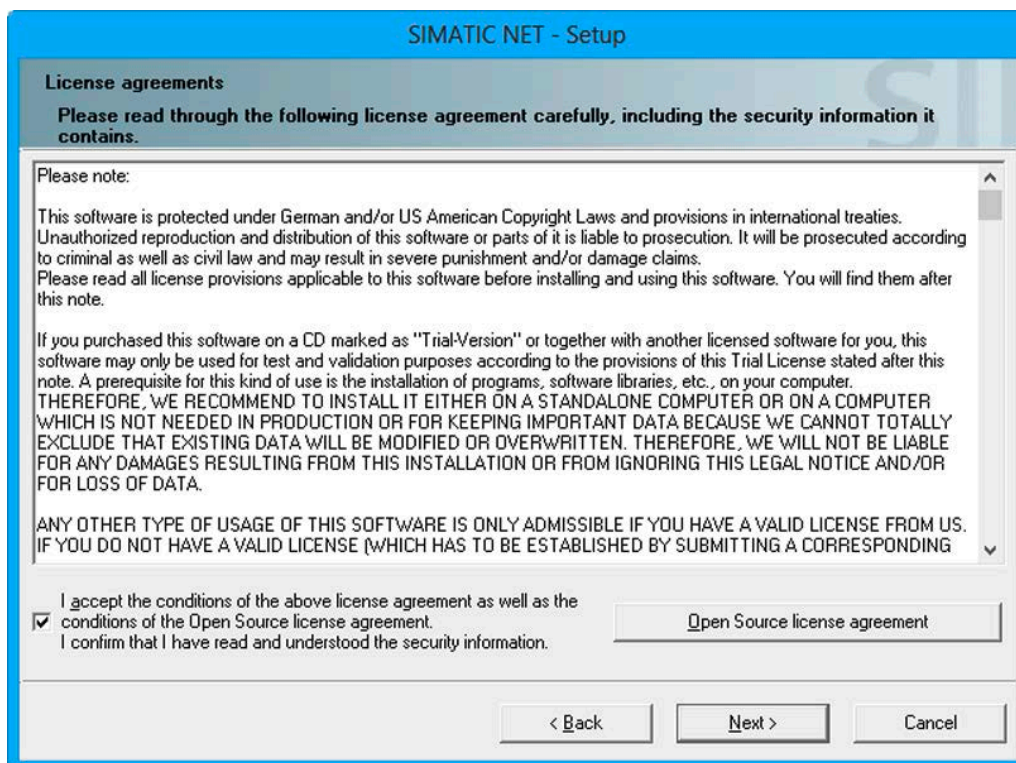 SIMATIC NET - Setup
License agreements
Please read through the following license agreement carefully, including the security information it
contains.
Please note:
This software is protected under German and/or US American Copyright Laws and provisions in international treaties.
Unauthorized reproduction and distribution of this software or parts of it is liable to prosecution. It will be prosecuted according
to criminal as well as civil law and may result in severe punishment and/or damage claims.
Please read all license provisions applicable to this software before installing and using this software. You will find them after
this note.
If you purchased this software on a CD marked as "Trial-Version" or together with another licensed software for you, this
software may only be used for test and validation purposes according to the provisions of this Trial License stated after this
note. A prerequisite for this kind of use is the installation of programs, software libraries, etc., on your computer.
THEREFORE, WE RECOMMEND TO INSTALL IT EITHER ON A STANDALONE COMPUTER OR ON A COMPUTER
WHICH IS NOT NEEDED IN PRODUCTION OR FOR KEEPING IMPORTANT DATA BECAUSE WE CANNOT TOTALLY
EXCLUDE THAT EXISTING DATA WILL BE MODIFIED OR OVERWRITTEN. THEREFORE, WE WILL NOT BE LIABLE
FOR ANY DAMAGES RESULTING FROM THIS INSTALLATION OR FROM IGNORING THIS LEGAL NOTICE AND/OR
FOR LOSS OF DATA.
ANY OTHER TYPE OF USAGE OF THIS SOFTWARE IS ONLY ADMISSIBLE IF YOU HAVE A VALID LICENSE FROM US.
IF YOU DO NOT HAVE A VALID LICENSE (WHICH HAS TO BE ESTABLISHED BY SUBMITTING A CORRESPONDING
I accept the conditions of the above license agreement as well as the
conditions of the Open Source license agreement.
I confirm that I have read and understood the security information.
Open Source license agreement
< Back
Next >
Cancel